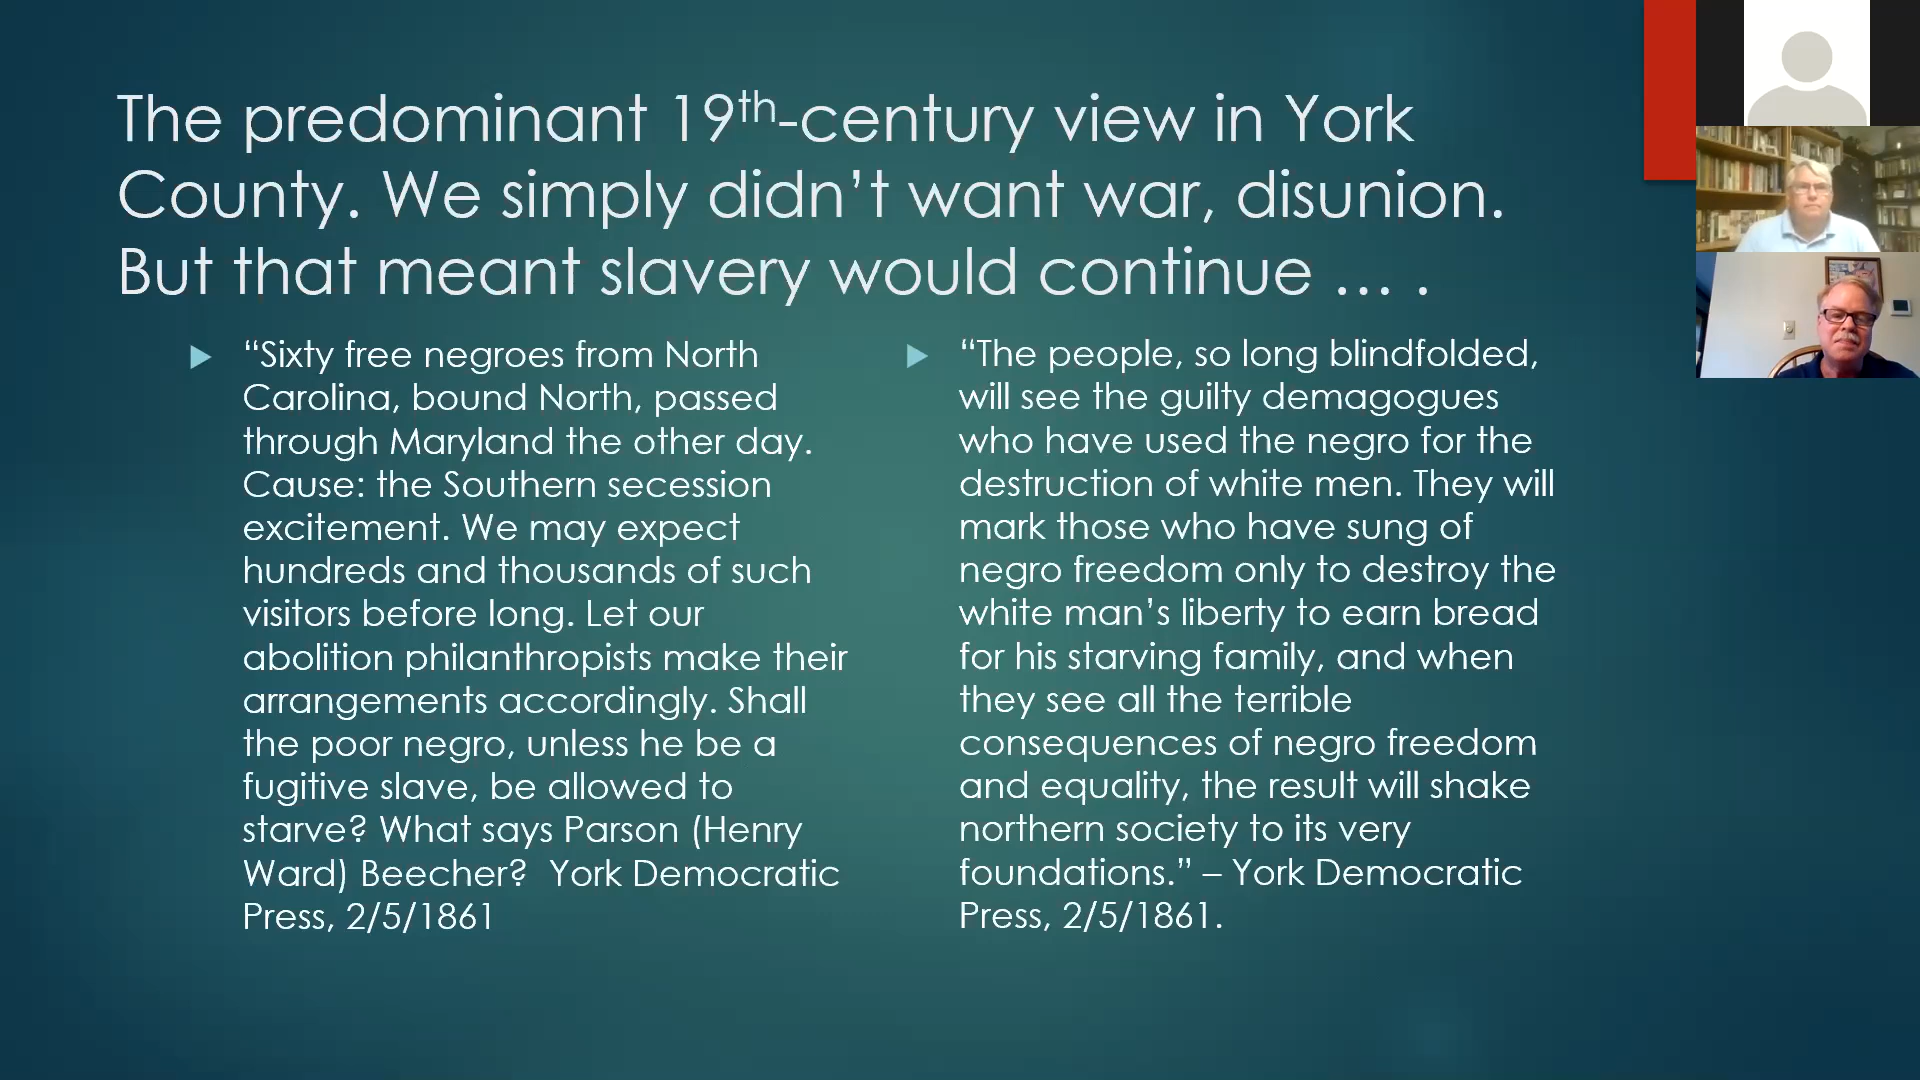 The predominant 19th-century view in York
County. We simply didn’t want war, disunion.
But that meant slavery would continue … .
“Sixty free negroes from North
Carolina, bound North, passed
through Maryland the other day.
Cause: the Southern secession
excitement. We may expect
hundreds and thousands of such
visitors before long. Let our
abolition philanthropists make their
arrangements accordingly. Shall
the poor negro, unless he be a
fugitive slave, be allowed to
starve? What says Parson (Henry
Ward) Beecher?  York Democratic
Press, 2/5/1861
“The people, so long blindfolded,
will see the guilty demagogues
who have used the negro for the
destruction of white men. They will
mark those who have sung of
negro freedom only to destroy the
white man’s liberty to earn bread
for his starving family, and when
they see all the terrible
consequences of negro freedom
and equality, the result will shake
northern society to its very
foundations.” – York Democratic
Press, 2/5/1861.